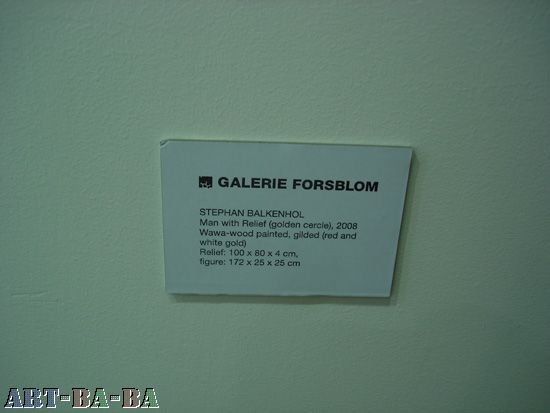 GALERIE FORSBLOM
STEPHAN BALKENHOL
Man with Relief (golden cercle), 2008
Wawa-wood painted, gilded (red and
white gold)
Relief: 100 x 80 x 4 cm,
figure: 172 x 25 x 25 cm
ART-BA-BA